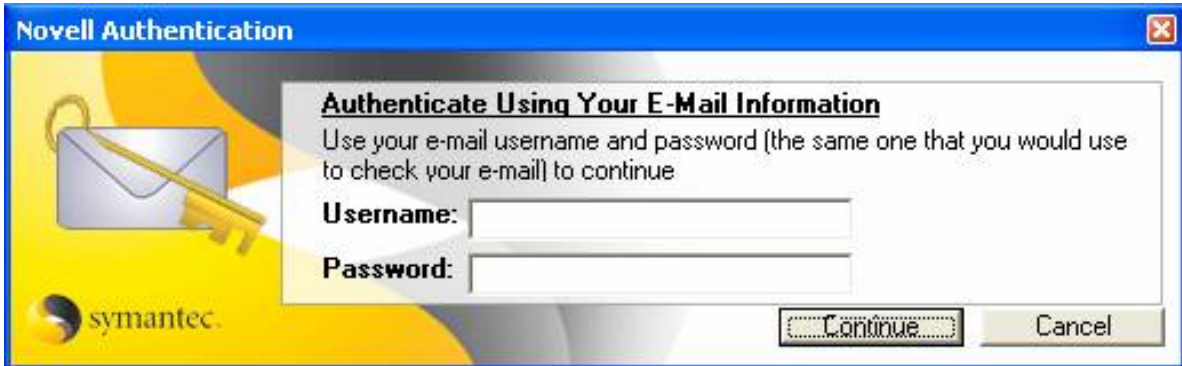 Novell Authentication
Authenticate Using Your E-Mail Information
Use your e-mail username and password (the same one that you would use
to check your e-mail) to continue
Username:
Password:
symantec.
Continue Cancel